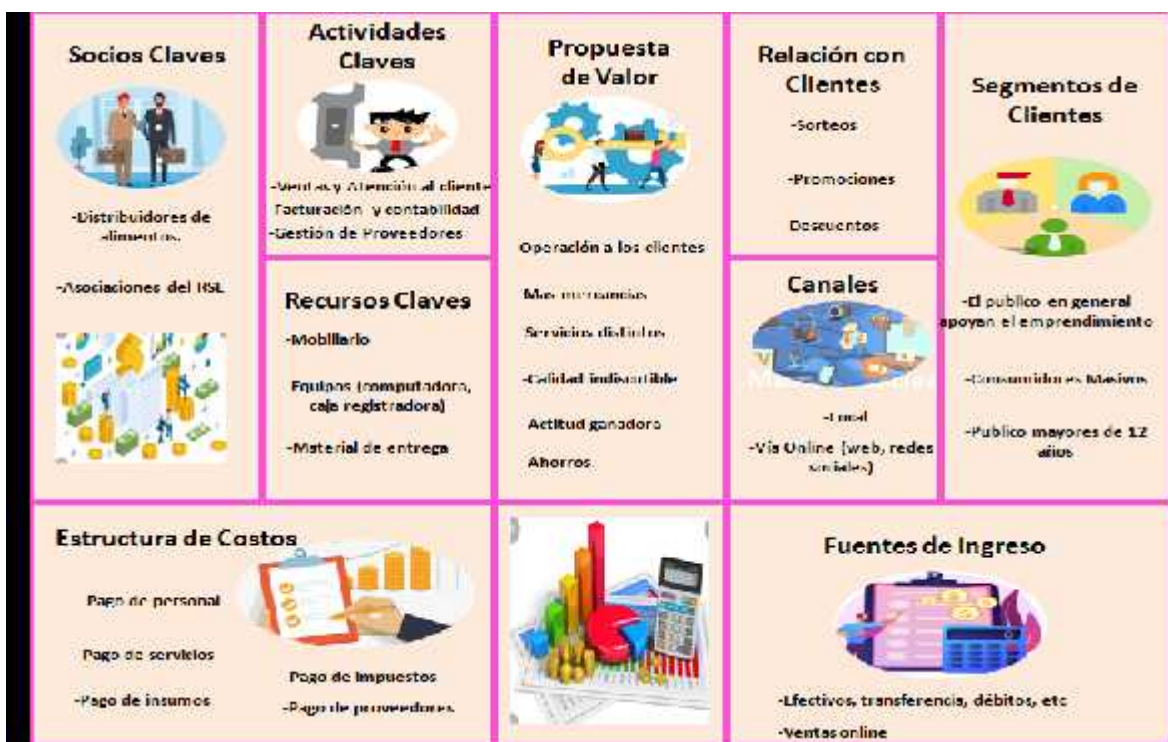 Socios Claves
-Distribuidores de
alimentos.
-Asociaciones del RSE
Actividades
Claves
-Ventas y Atención al cliente
Facturación y contabilidad
-Gestión de Proveedores
Recursos Claves
-Mobiliario
Equipos (computadora,
caja registradora)
-Material de entrega
Propuesta
de Valor
Operación a los clientes
Mas mercancias
Servicios distintos
-Calidad indiscutible
Actitud ganadora
Ahorros
Relación con
Clientes
-Sorteos
-Promociones
Descuentos
Canales
-Local
-Vía Online (web, redes
sociales)
Segmentos de
Clientes
-El publico en general
apoyan el emprendimiento
-Consumidores Masivos
-Publico mayores de 12
años
Estructura de Costos
Pago de personal
Pago de servicios
-Pago de insumos
Pago de Impuestos
-Pago de proveedores
Fuentes de Ingreso
-Efectivos, transferencia, débitos, etc
-Ventas online